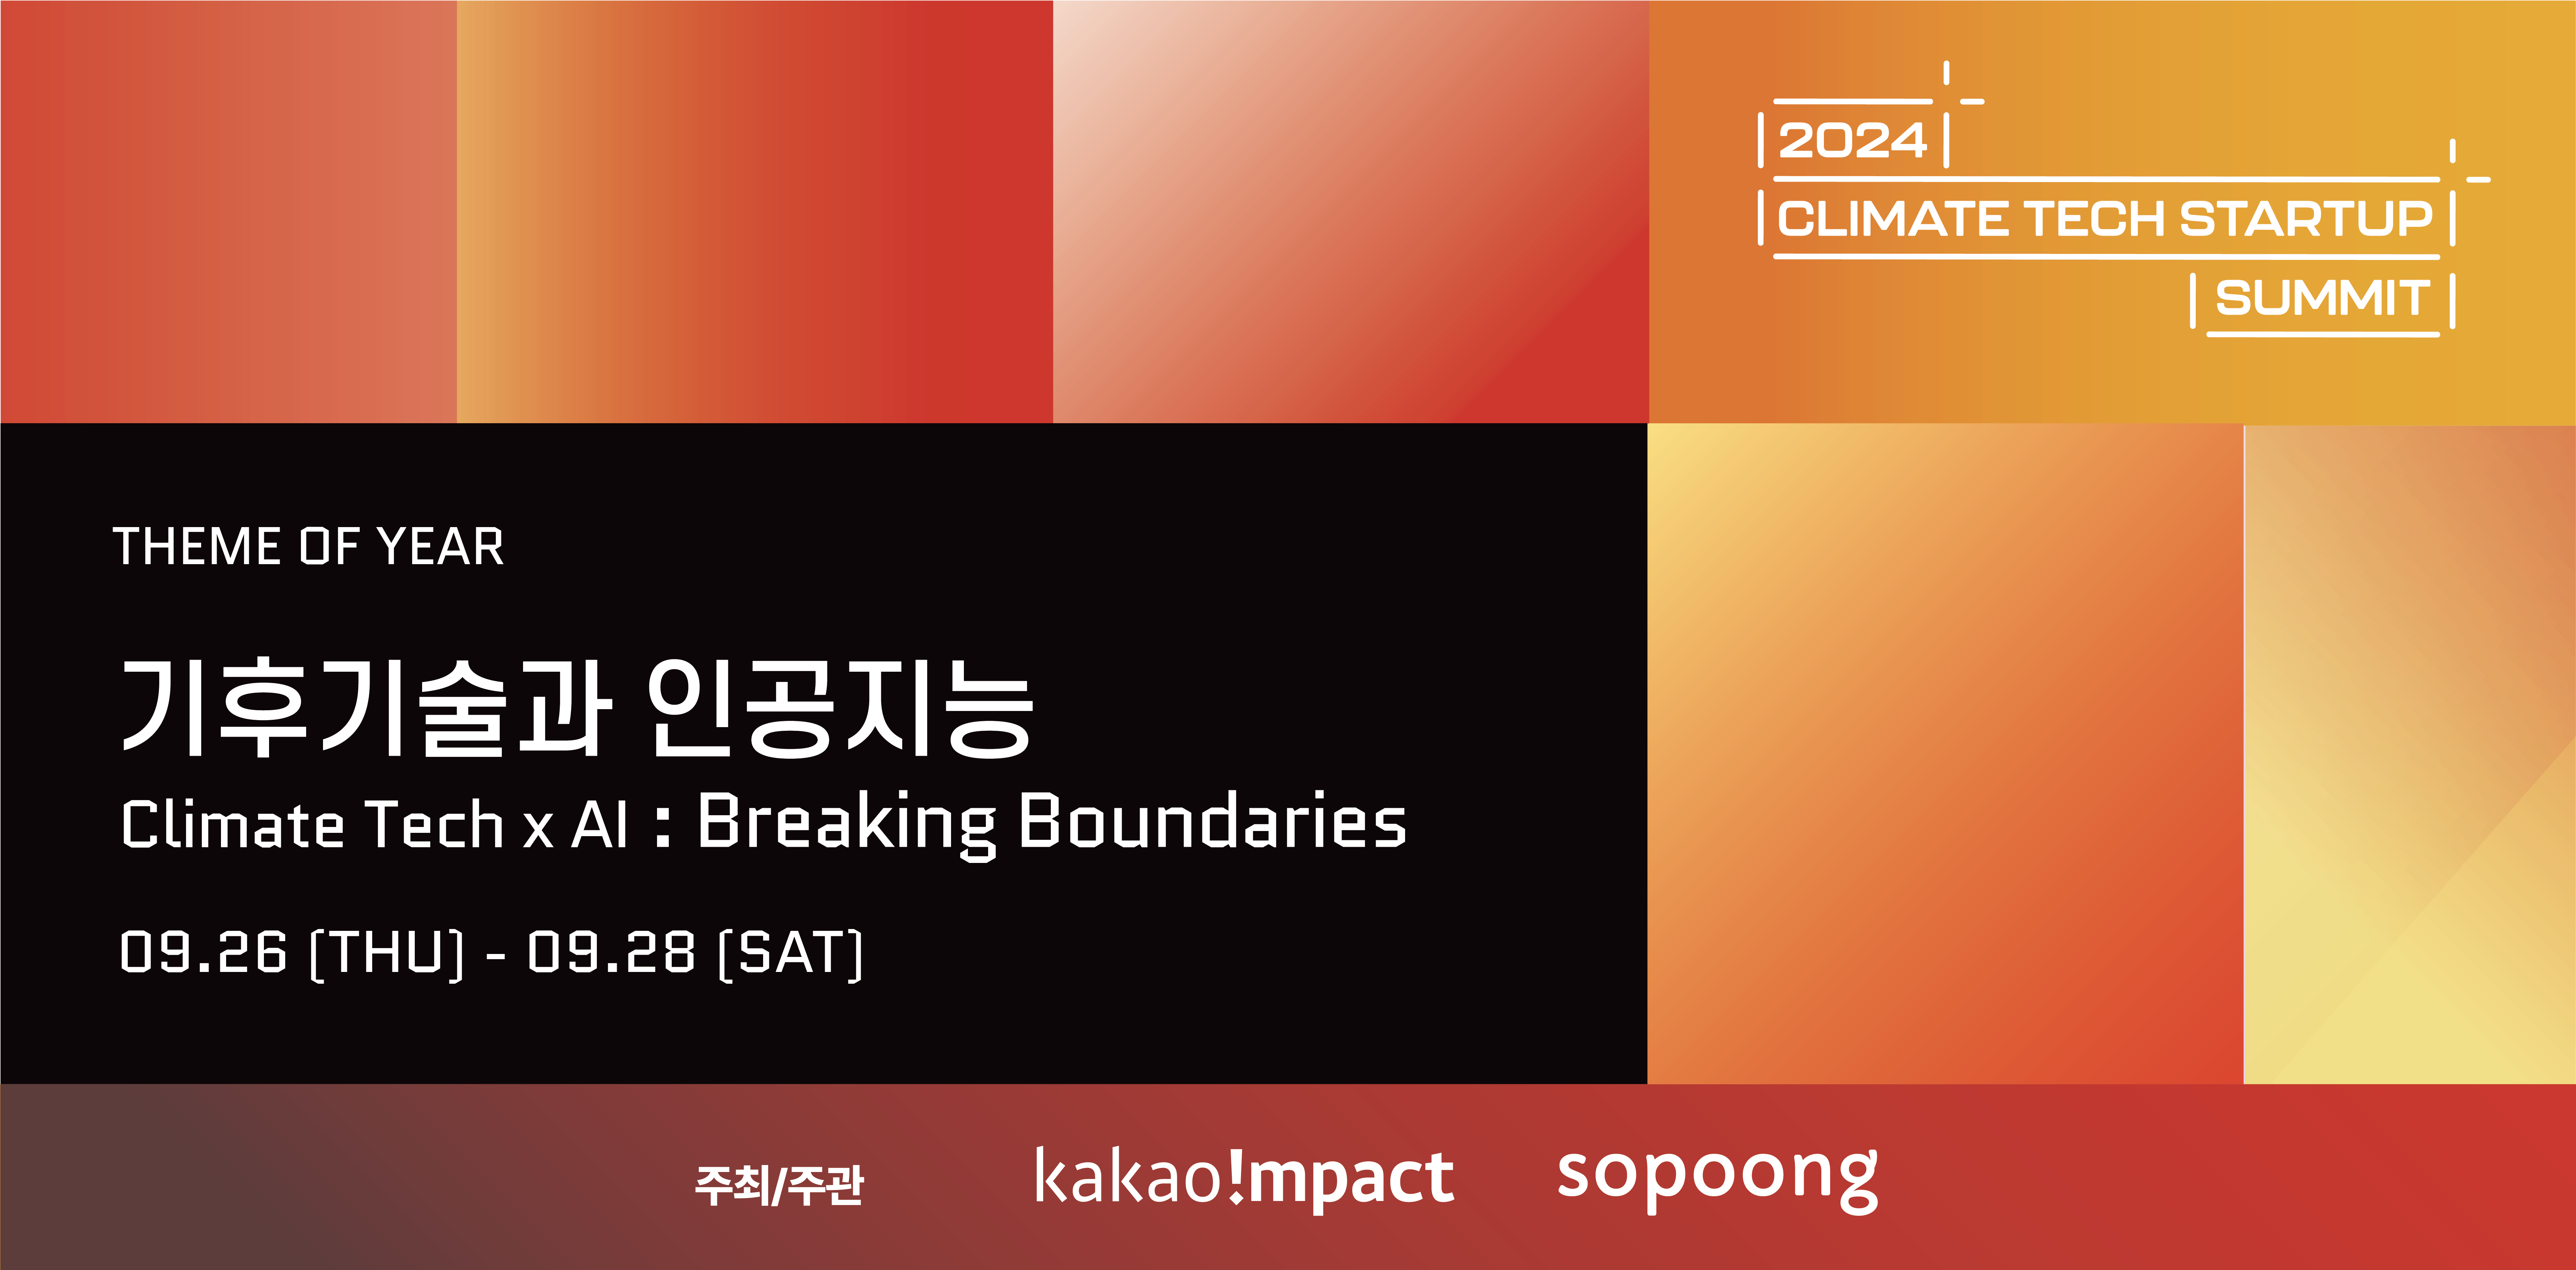 2024
CLIMATE TECH STARTUP
SUMMIT
THEME OF YEAR
기후기술과 인공지능
Climate Tech x AI : Breaking Boundaries
09.26 (THU) - 09.28 (SAT)
주최/주관 kakao!mpact sopoong